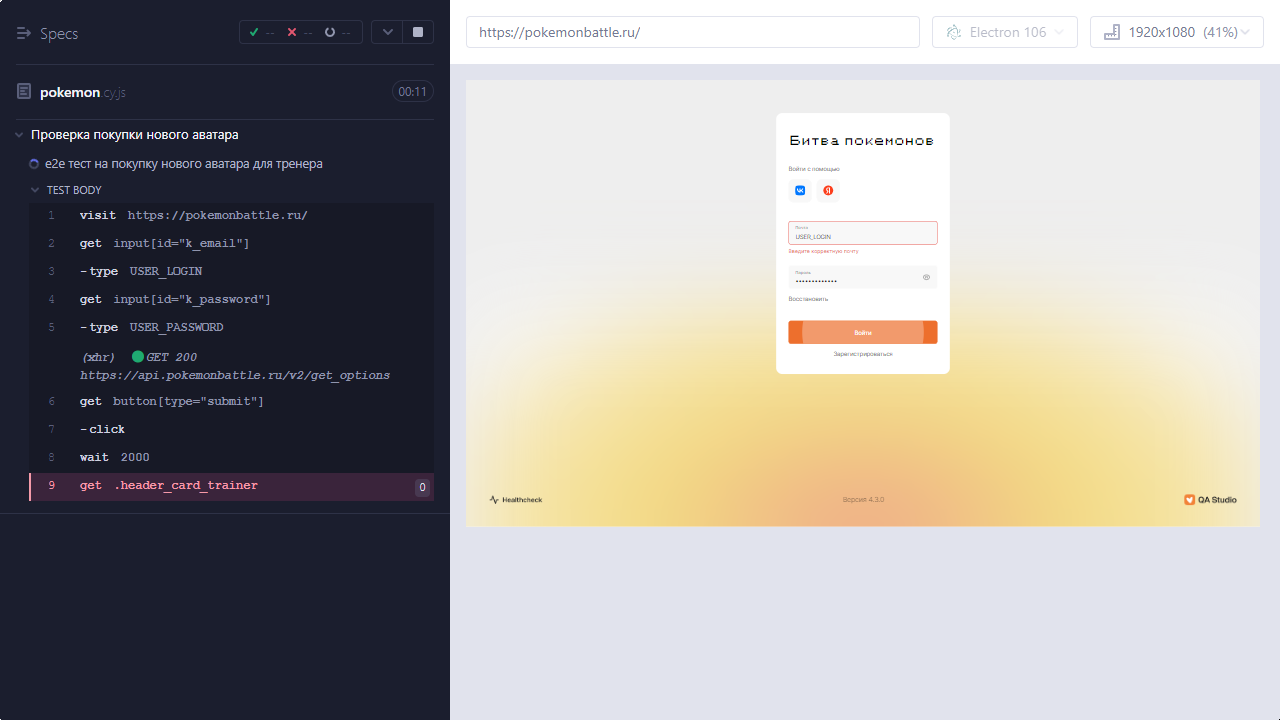 Specs
-- -- --
pokemon.cy.js
00:11
Проверка покупки нового аватара
e2e тест на покупку нового аватара для тренера
TEST BODY
1 visit https://pokemonbattle.ru/
2 get input[id="k_email"]
3 -type USER_LOGIN
4 get input[id="k_password"]
5 -type USER_PASSWORD
(xhr) GET 200
https://api.pokemonbattle.ru/v2/get_options
6 get button[type="submit"]
7 -click
8 wait 2000
9 get .header_card_trainer 0
https://pokemonbattle.ru/
Electron 106
1920x1080 (41%)
Битва покемонов
Войти с помощью
Почта
USER_LOGIN
Введите корректную почту
Пароль
Восстановить
Войти
Зарегистрироваться
Healthcheck
Версия 4.3.0
QA Studio